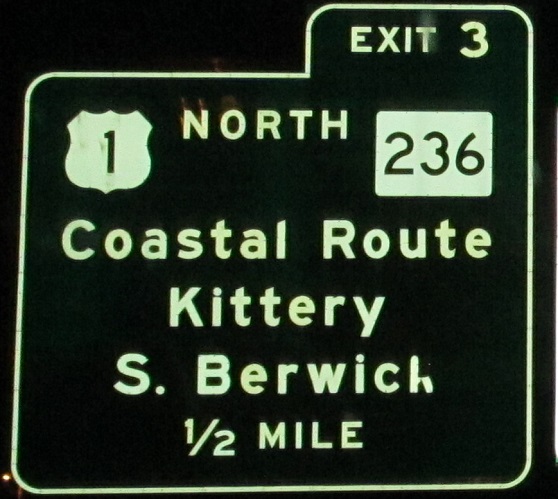 EXIT 3
1 NORTH 236
Coastal Route
Kittery
S. Berwick
1/2 MILE